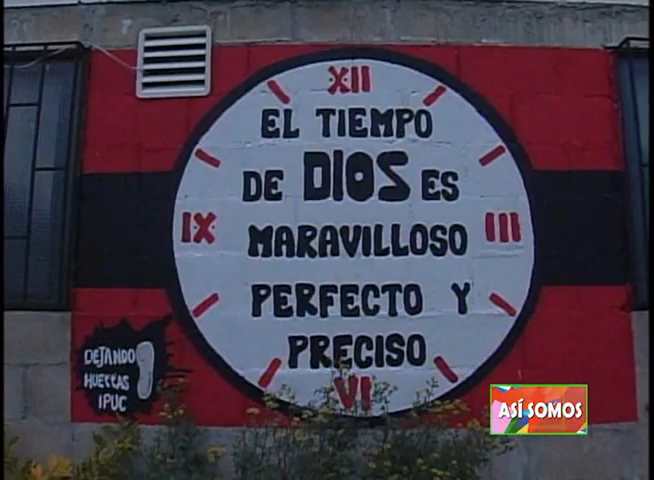 XII
EL TIEMPO
DE DIOS ES
IX
MARAVILLOSO
III
PERFECTO Y
PRECISO
VI
DEJANDO
HUELLAS
IPUC
ASÍ SOMOS